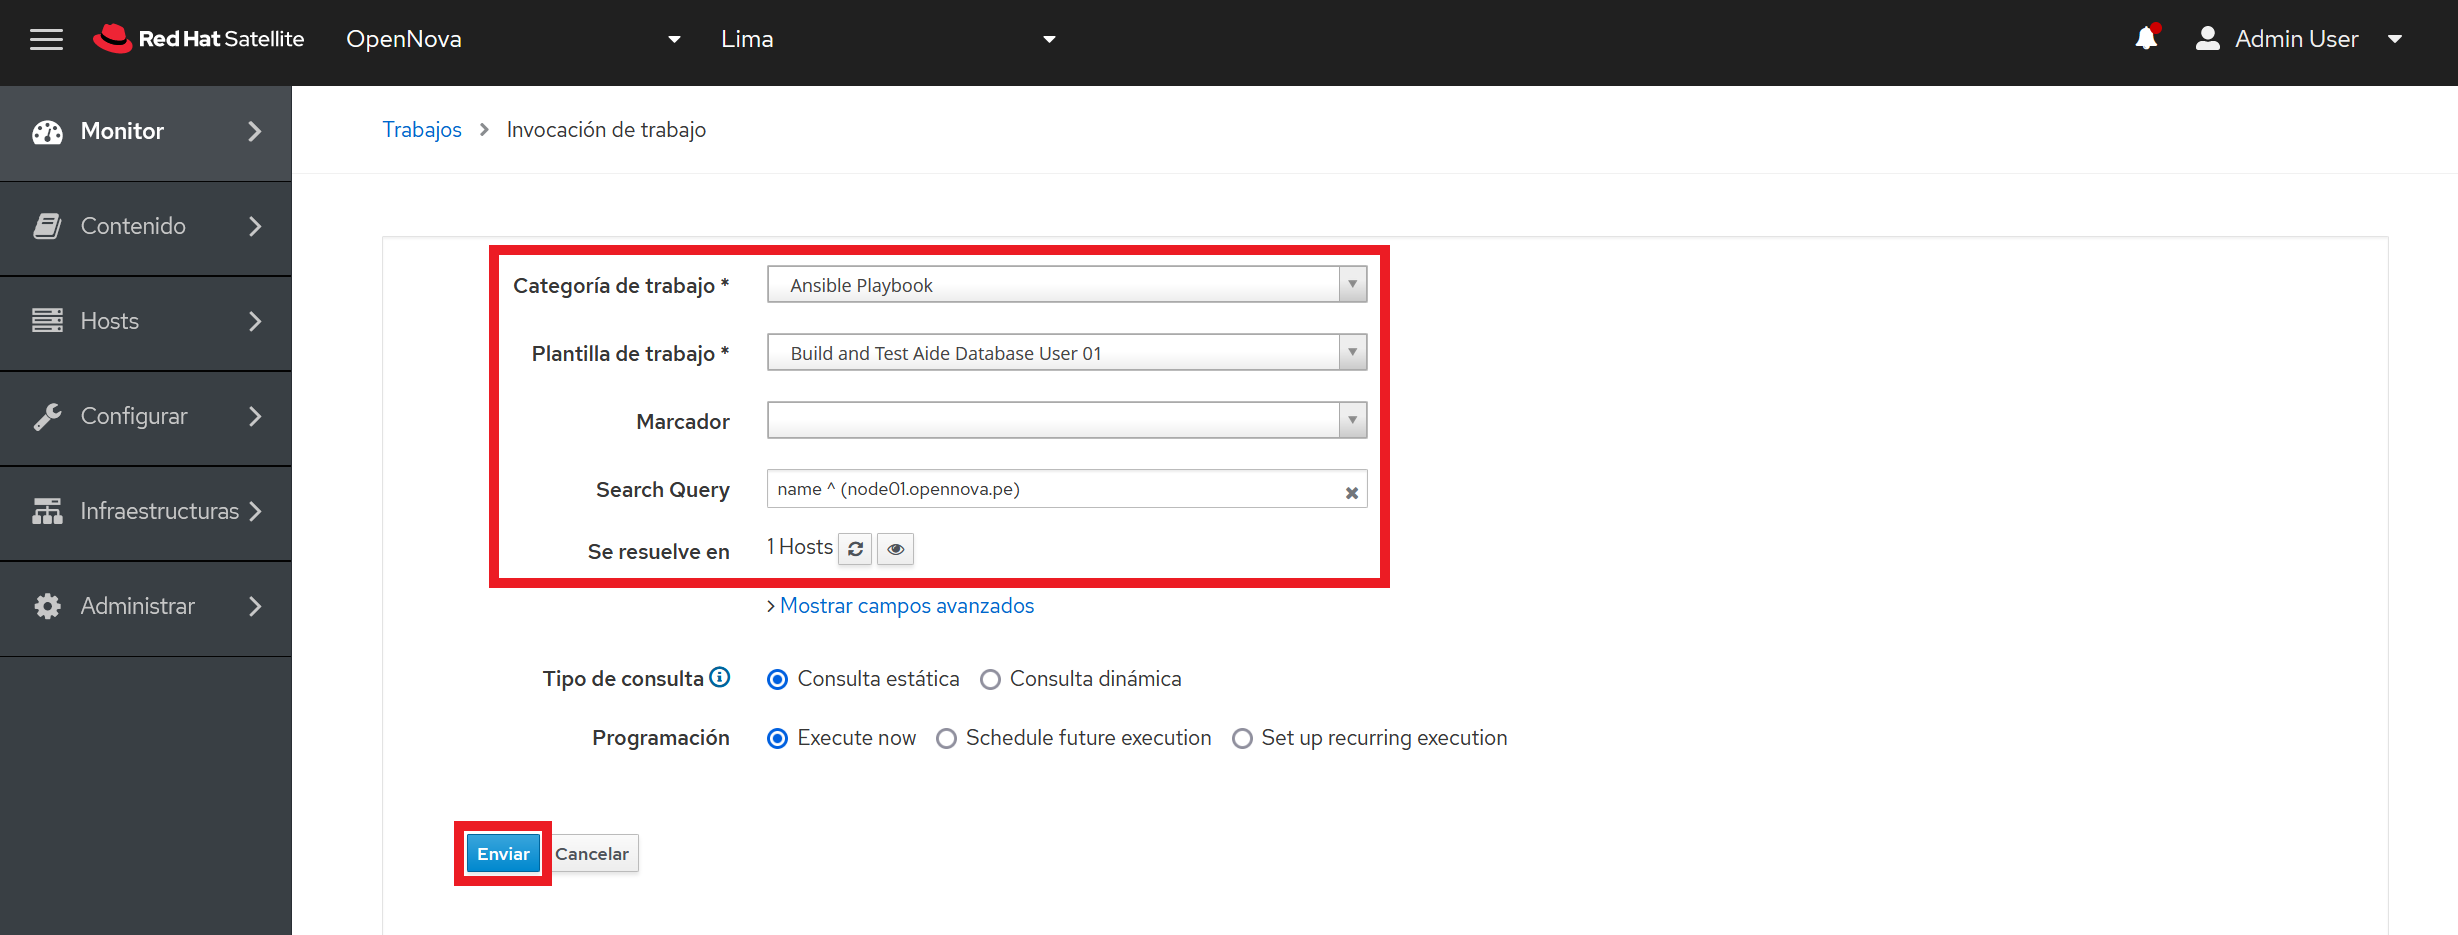 Red Hat Satellite OpenNova Lima Admin User
Monitor
Contenido
Hosts
Configurar
Infraestructuras
Administrar
Trabajos > Invocación de trabajo
Categoría de trabajo * Ansible Playbook
Plantilla de trabajo * Build and Test Aide Database User 01
Marcador
Search Query name ^ (node01.opennova.pe)
Se resuelve en 1 Hosts
Mostrar campos avanzados
Tipo de consulta Consulta estática Consulta dinámica
Programación Execute now Schedule future execution Set up recurring execution
Enviar Cancelar